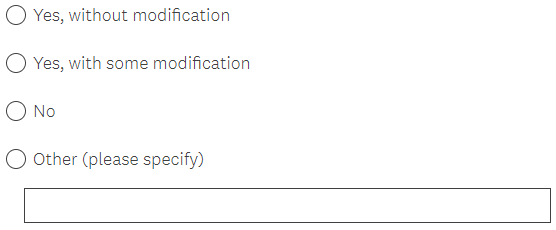 Yes, without modification
Yes, with some modification
No
Other (please specify)